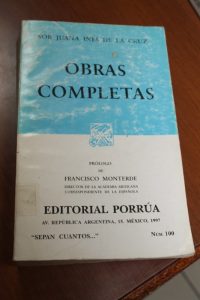 SOR JUANA INÉS DE LA CRUZ
OBRAS
COMPLETAS
PRÓLOGO
DE
FRANCISCO MONTERDE
DIRECTOR DE LA ACADEMIA MEXICANA
CORRESPONDIENTE DE LA ESPAÑOLA
EDITORIAL PORRÚA
AV. REPÚBLICA ARGENTINA, 15. MÉXICO, 1997
"SEPAN CUANTOS..." NÚM. 100